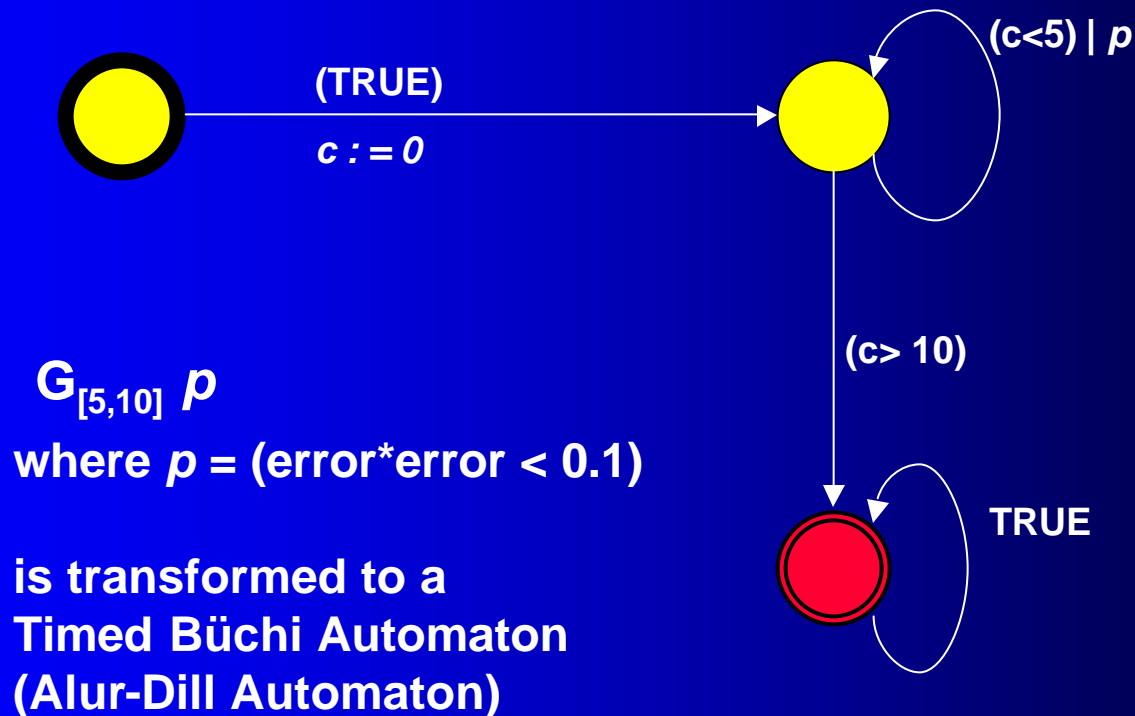 (c<5) | p
(TRUE)
c : = 0
(c> 10)
G[5,10] p
where p = (error*error < 0.1)
TRUE
is transformed to a
Timed Büchi Automaton
(Alur-Dill Automaton)